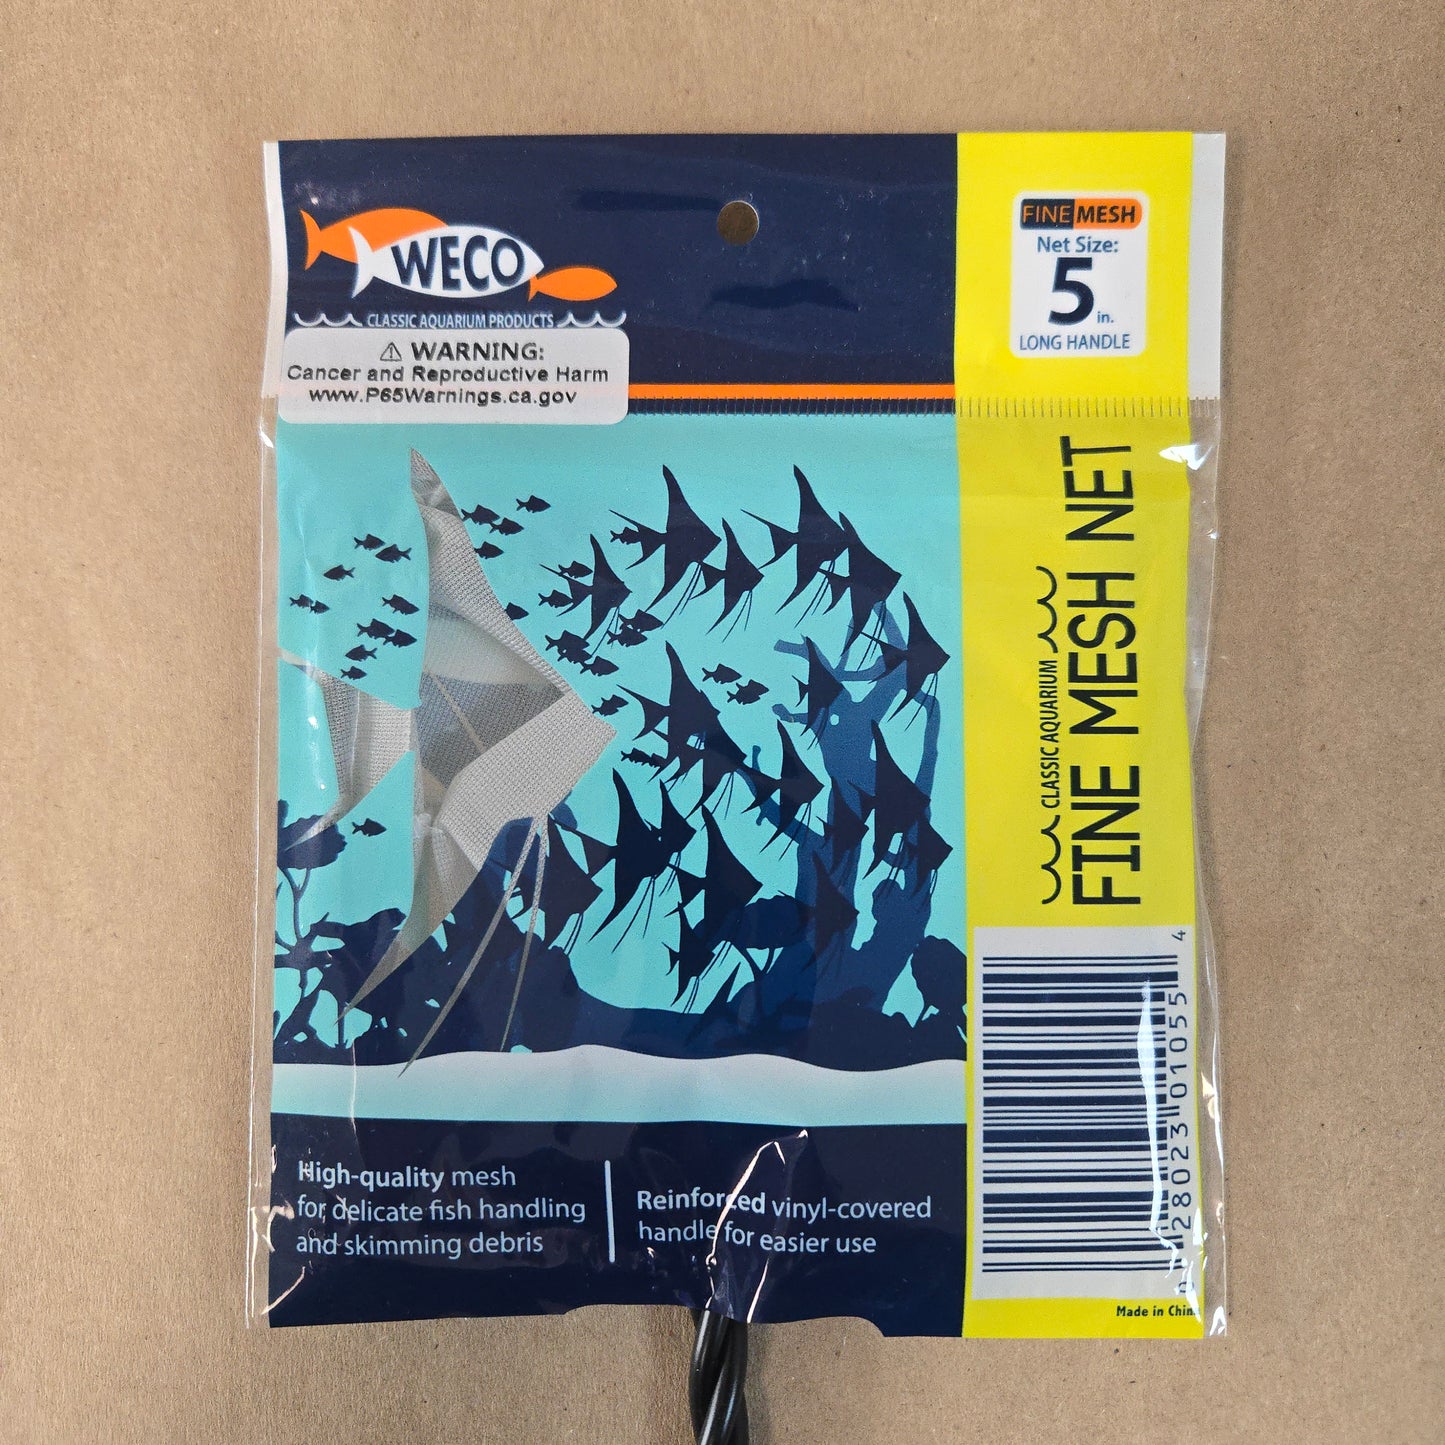 WECO
CLASSIC AQUARIUM PRODUCTS
⚠ WARNING:
Cancer and Reproductive Harm
www.P65Warnings.ca.gov
FINE MESH
Net Size:
5 in.
LONG HANDLE
CLASSIC AQUARIUM
FINE MESH NET
High-quality mesh
for delicate fish handling
and skimming debris
Reinforced vinyl-covered
handle for easier use
0 28023 01055 4
Made in China